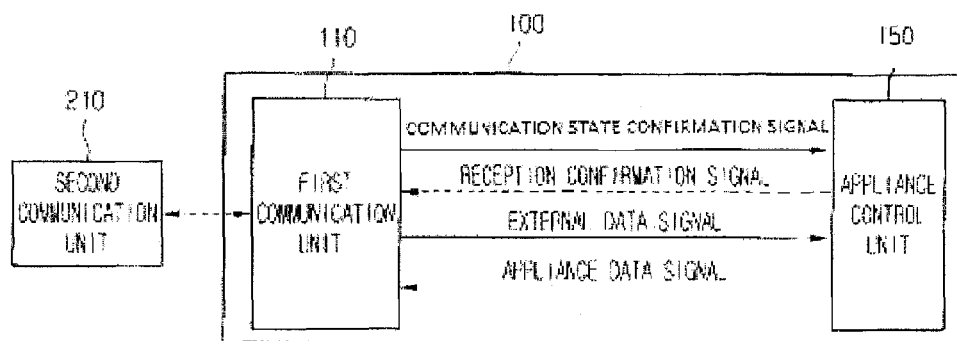 110
100
150
210
COMMUNICATION STATE CONFIRMATION SIGNAL
SECOND
COMMUNICATION
UNIT
FIRST
COMMUNICATION
UNIT
RECEPTION CONFIRMATION SIGNAL
EXTERNAL DATA SIGNAL
APPLIANCE DATA SIGNAL
APPLIANCE
CONTROL
UNIT